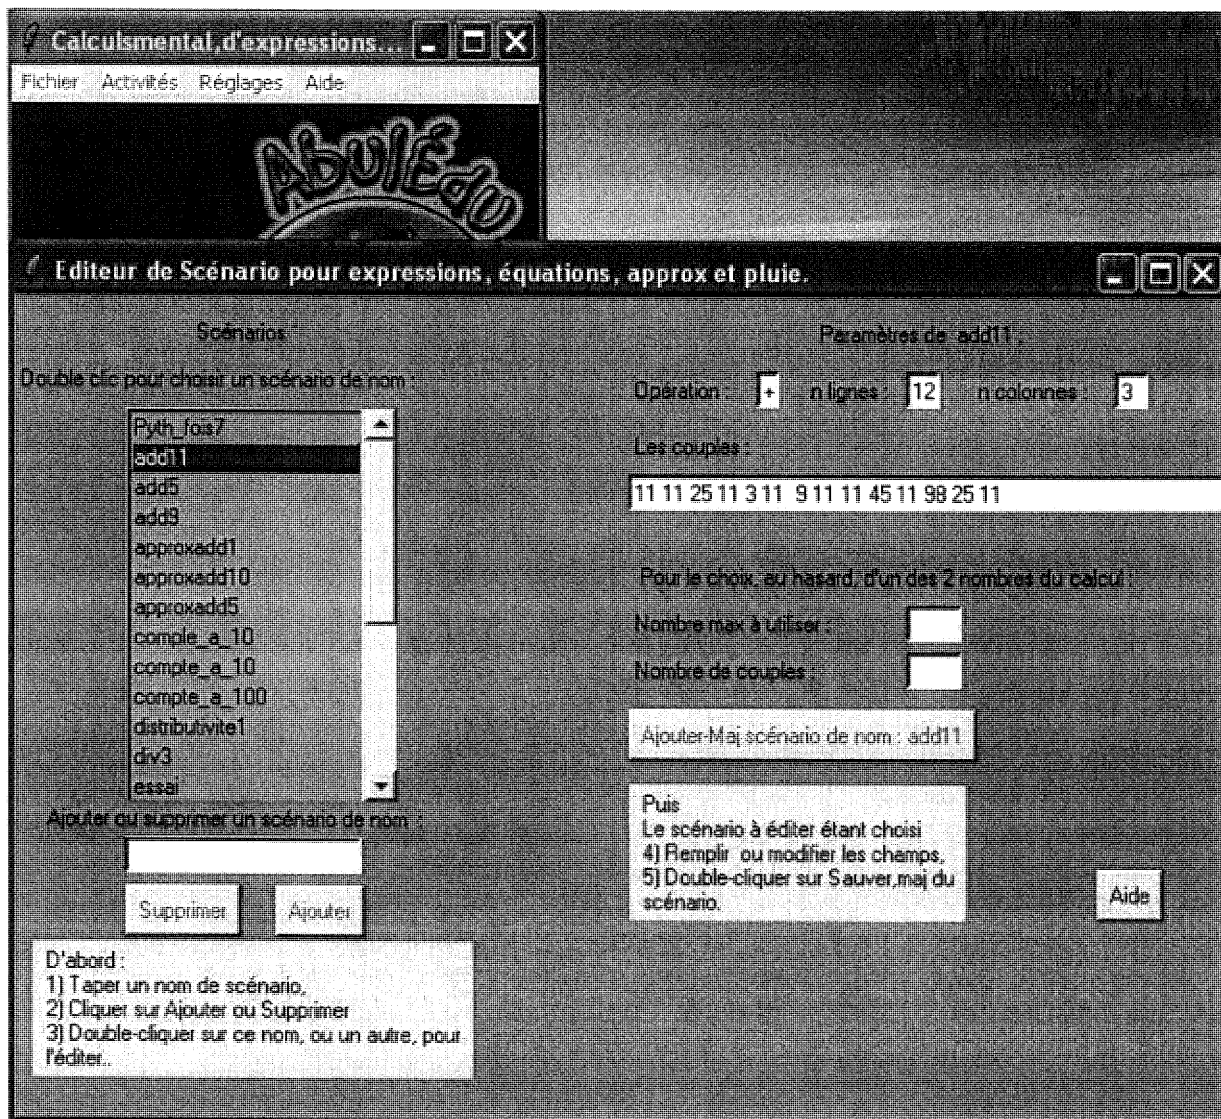 Calculsmental,d'expressions...
Fichier Activités Réglages Aide
AbulÉdu
Editeur de Scénario pour expressions, équations, approx et pluie.
Scénarios
Double clic pour choisir un scénario de nom :
Pyth_fois7
add11
add5
add9
approxadd1
approxadd10
approxadd5
comple_a_10
compte_a_10
compte_a_100
distributivite1
div3
essai
Ajouter ou supprimer un scénario de nom :
Supprimer Ajouter
D'abord :
1) Taper un nom de scénario,
2) Cliquer sur Ajouter ou Supprimer
3) Double-cliquer sur ce nom, ou un autre, pour
l'éditer..
Paramètres de add11 .
Opération : + n lignes : 12 n colonnes : 3
Les couples :
11 11 25 11 3 11 9 11 11 45 11 98 25 11
Pour le choix, au hasard, d'un des 2 nombres du calcul :
Nombre max à utiliser :
Nombre de couples :
Ajouter-Maj scénario de nom : add11
Puis
Le scénario à éditer étant choisi
4) Remplir ou modifier les champs,
5) Double-cliquer sur Sauver,maj du
scénario.
Aide